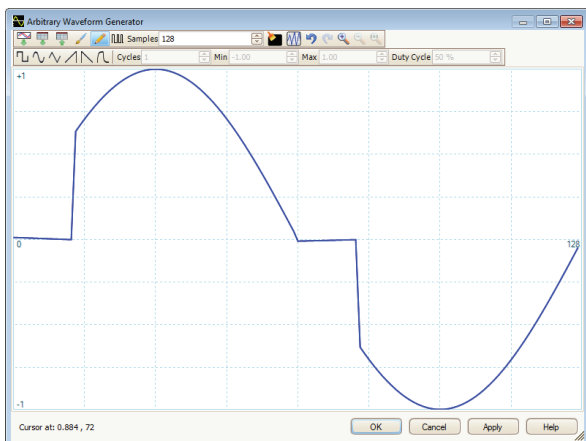 Arbitrary Waveform Generator
Samples 128
Cycles 1 Min -1.00 Max 1.00 Duty Cycle 50 %
+1
0 128
-1
Cursor at: 0.884 , 72 OK Cancel Apply Help